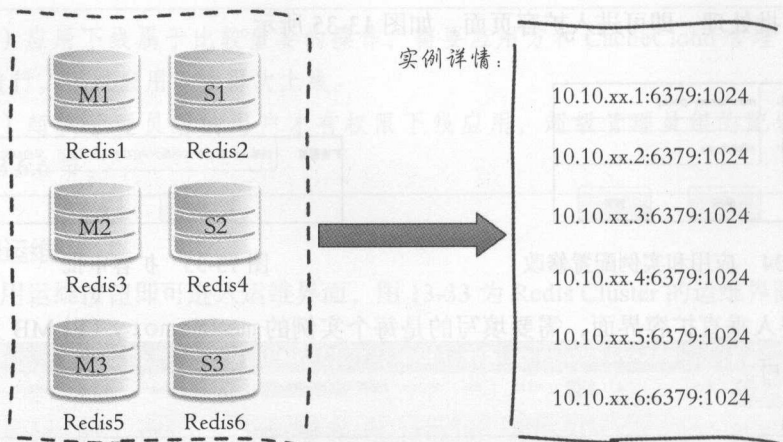 M1
S1
Redis1
Redis2
M2
S2
Redis3
Redis4
M3
S3
Redis5
Redis6
实例详情：
10.10.xx.1:6379:1024
10.10.xx.2:6379:1024
10.10.xx.3:6379:1024
10.10.xx.4:6379:1024
10.10.xx.5:6379:1024
10.10.xx.6:6379:1024